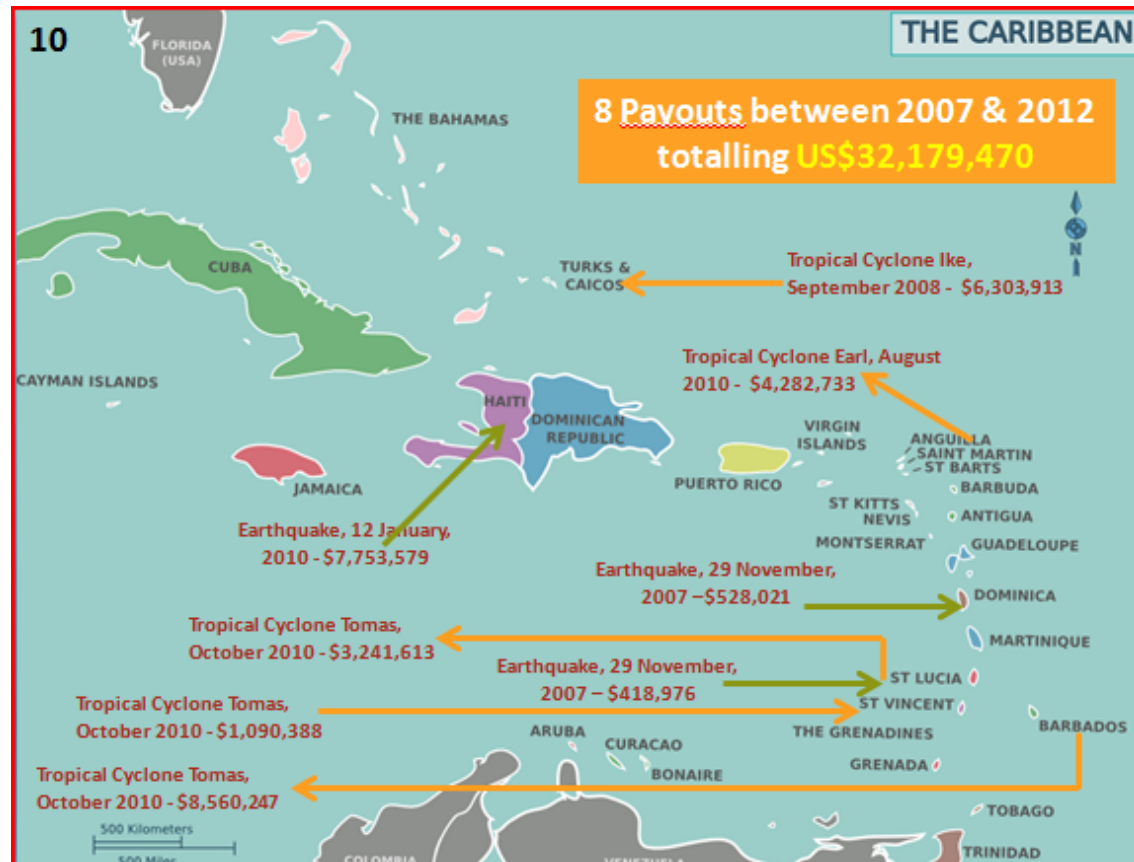 10
THE CARIBBEAN
FLORIDA
(USA)
8 Payouts between 2007 & 2012
totalling US$32,179,470
THE BAHAMAS
N
CUBA
TURKS &
CAICOS
Tropical Cyclone Ike,
September 2008 - $6,303,913
Tropical Cyclone Earl, August
2010 - $4,282,733
CAYMAN ISLANDS
HAITI
DOMINICAN
REPUBLIC
JAMAICA
PUERTO RICO
VIRGIN
ISLANDS
ANGUILLA
SAINT MARTIN
ST BARTS
BARBUDA
ST KITTS
NEVIS
ANTIGUA
MONTSERRAT
GUADELOUPE
Earthquake, 12 January,
2010 - $7,753,579
Earthquake, 29 November,
2007 –$528,021
DOMINICA
Tropical Cyclone Tomas,
October 2010 - $3,241,613
MARTINIQUE
Earthquake, 29 November,
2007 – $418,976
ST LUCIA
Tropical Cyclone Tomas,
October 2010 - $1,090,388
ST VINCENT
THE GRENADINES
BARBADOS
ARUBA
CURACAO
BONAIRE
GRENADA
Tropical Cyclone Tomas,
October 2010 - $8,560,247
TOBAGO
TRINIDAD
500 Kilometers
500 Miles
COLOMBIA
VENEZUELA